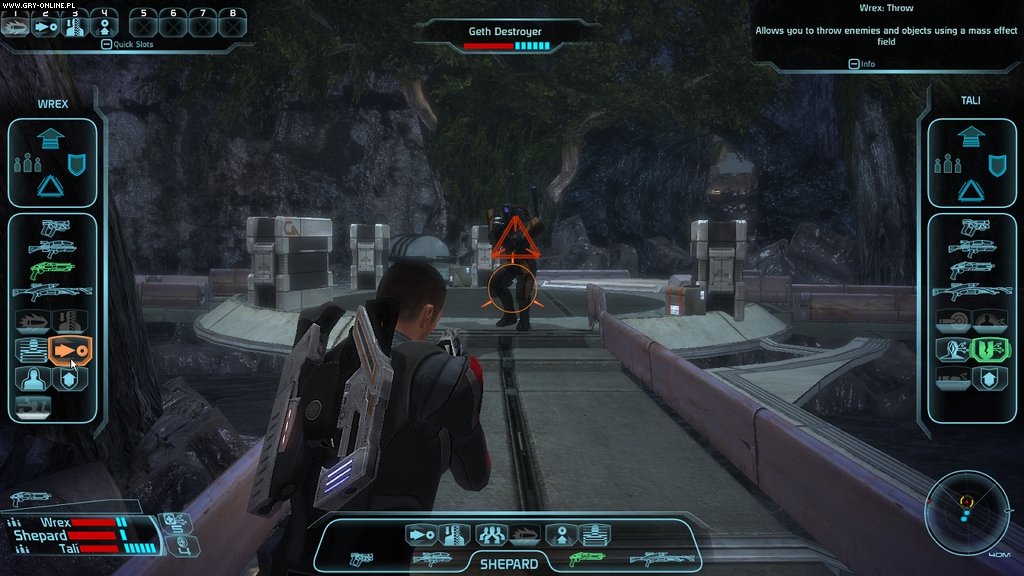 WWW.GRY-ONLINE.PL
1 2 3 4 5 6 7 8
Quick Slots
Geth Destroyer
Wrex: Throw
Allows you to throw enemies and objects using a mass effect
field
Info
WREX
TALI
Wrex
Shepard
Tali
SHEPARD
40M